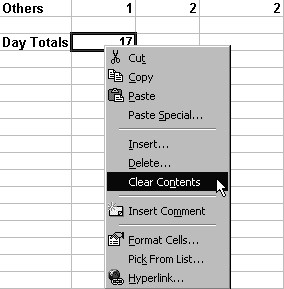 Others 1 2 2
Day Totals 17
Cut
Copy
Paste
Paste Special...
Insert...
Delete...
Clear Contents
Insert Comment
Format Cells...
Pick From List...
Hyperlink...